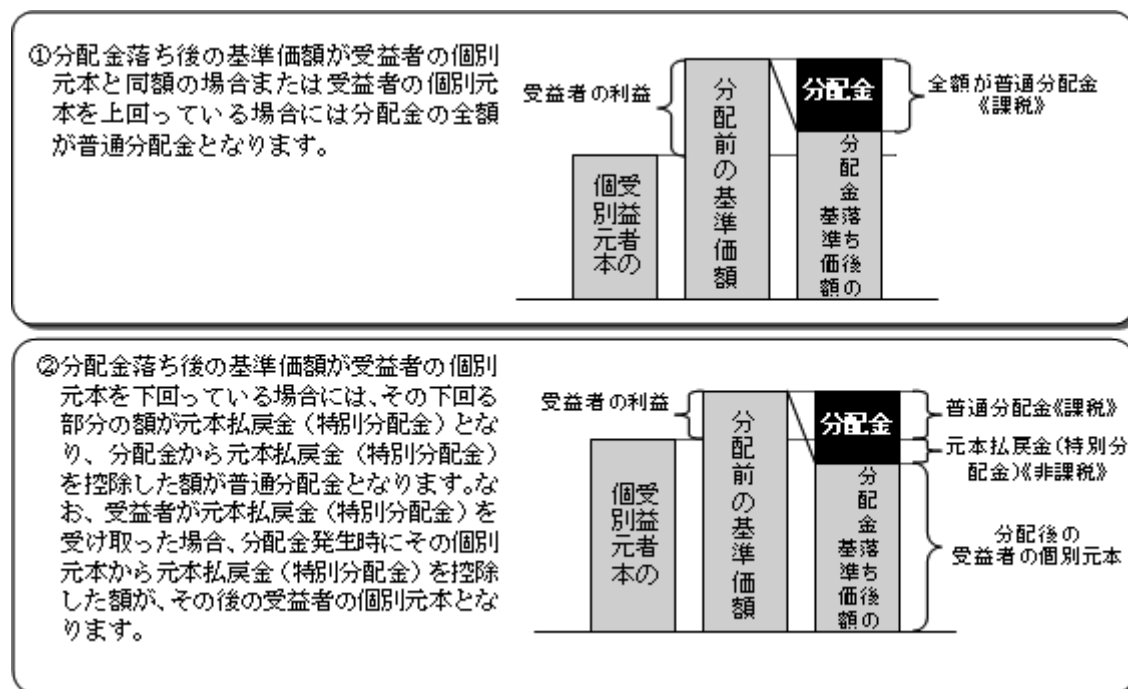 ①分配金落ち後の基準価額が受益者の個別
元本と同額の場合または受益者の個別元
本を上回っている場合には分配金の全額
が普通分配金となります。
受益者の利益
受益者の
個別元本
分配前の基準価額
分配金
分配金落ち後の
基準価額
全額が普通分配金
《課税》
②分配金落ち後の基準価額が受益者の個別
元本を下回っている場合には、その下回る
部分の額が元本払戻金（特別分配金）とな
り、分配金から元本払戻金（特別分配金）
を控除した額が普通分配金となります。な
お、受益者が元本払戻金（特別分配金）を
受け取った場合、分配金発生時にその個別
元本から元本払戻金（特別分配金）を控除
した額が、その後の受益者の個別元本とな
ります。
受益者の利益
受益者の
個別元本
分配前の基準価額
分配金
分配金落ち後の
基準価額
普通分配金《課税》
元本払戻金(特別分
配金)《非課税》
分配後の
受益者の個別元本